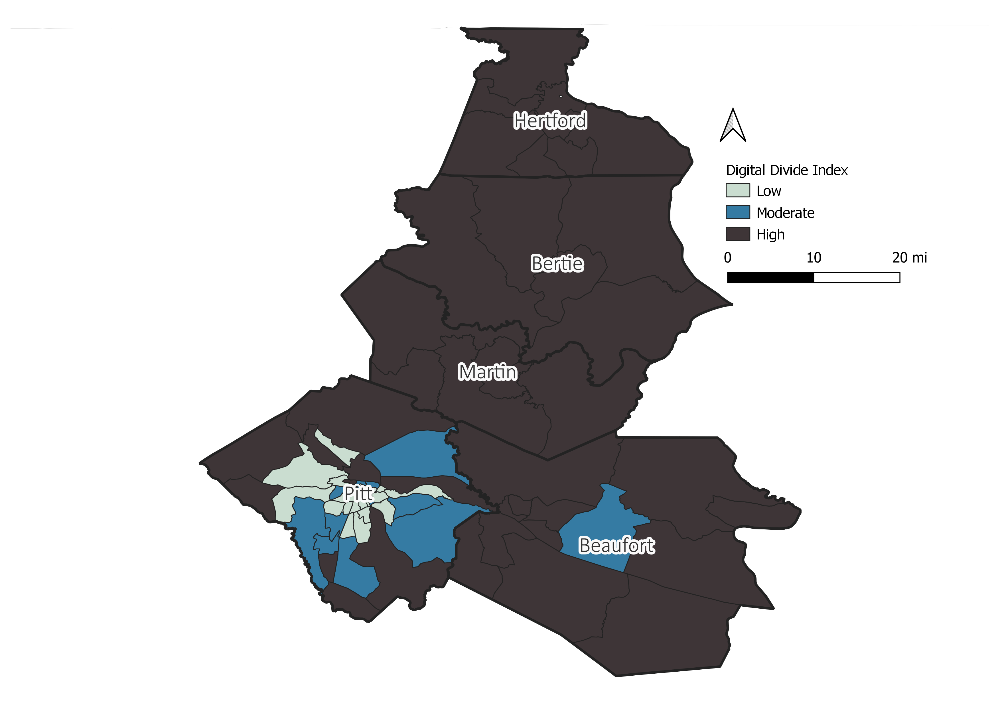 Hertford
Digital Divide Index
Low
Moderate
High
0 10 20 mi
Bertie
Martin
Pitt
Beaufort